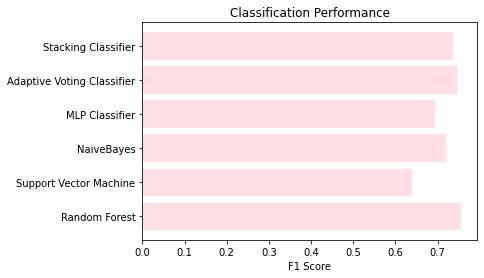 Classification Performance
Stacking Classifier
Adaptive Voting Classifier
MLP Classifier
NaiveBayes
Support Vector Machine
Random Forest
0.0 0.1 0.2 0.3 0.4 0.5 0.6 0.7
F1 Score